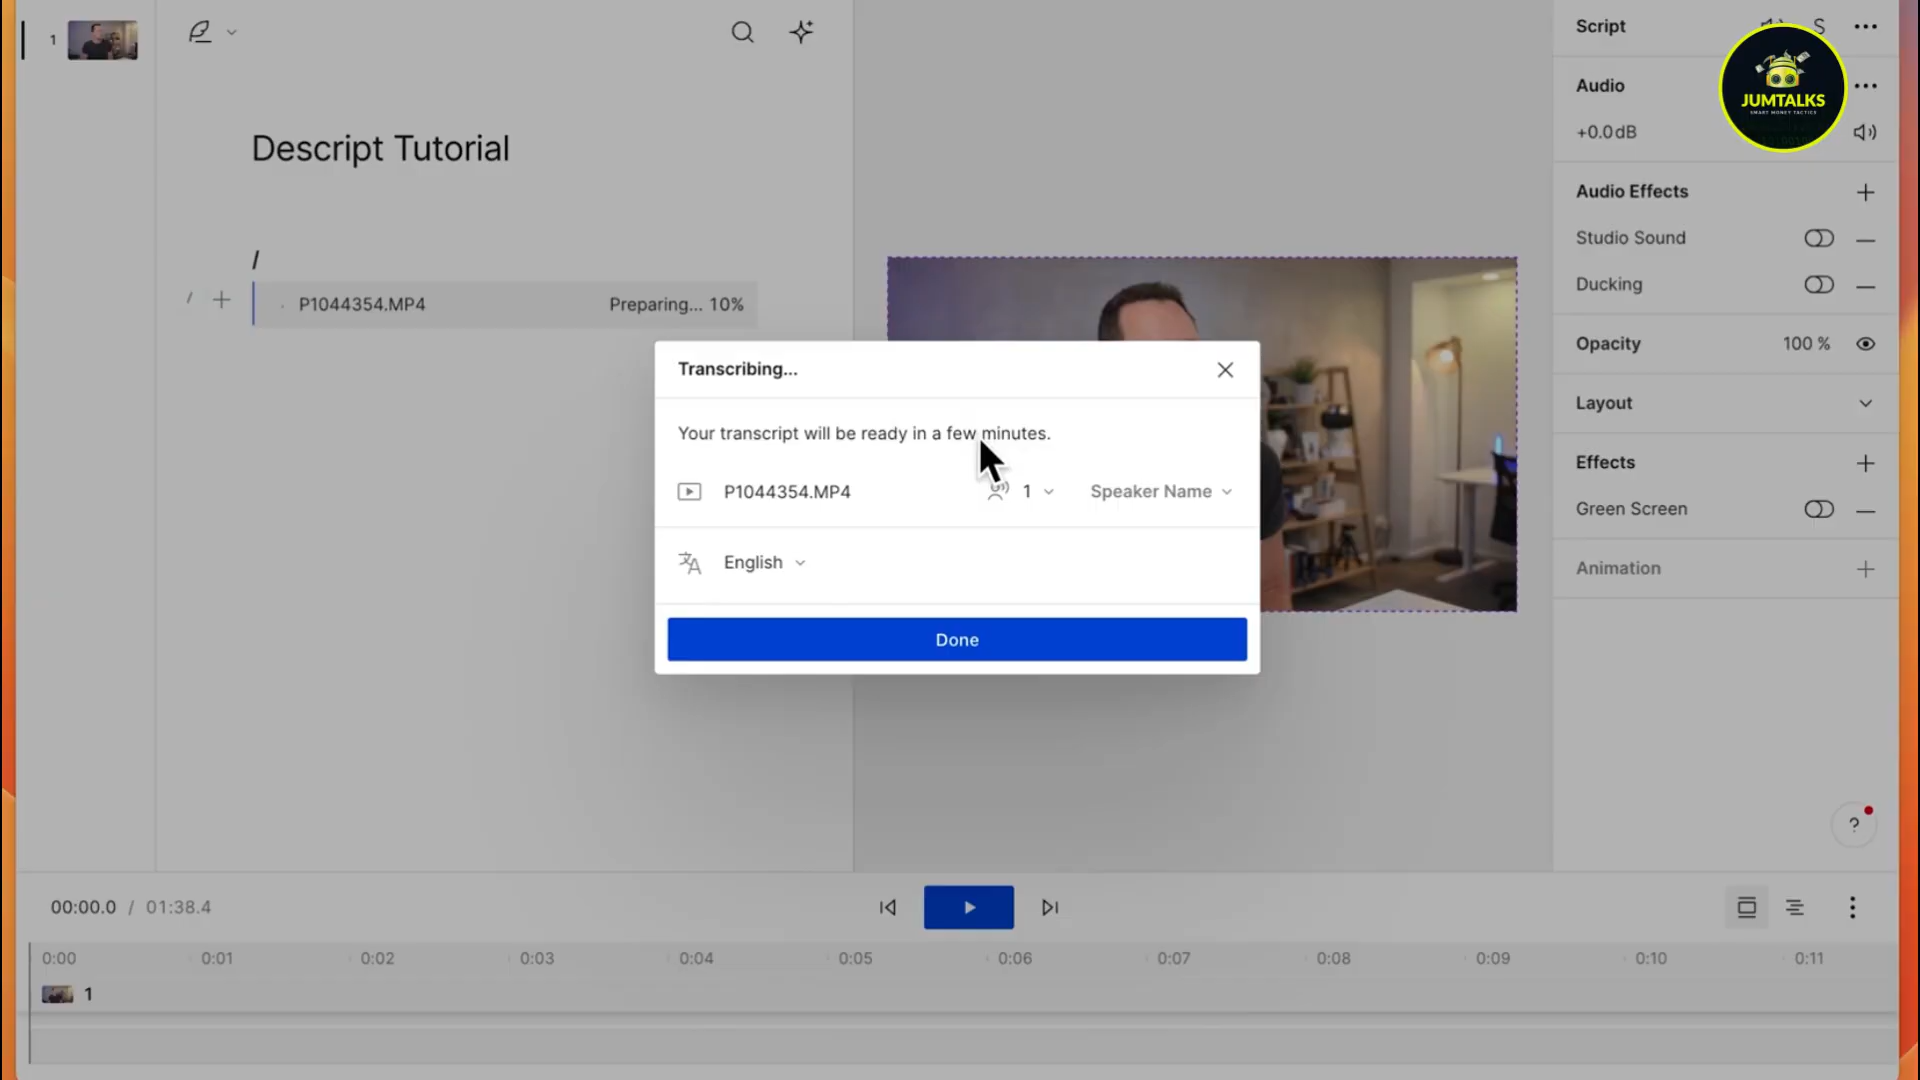 1
Script
S
Audio
+0.0dB
JUMTALKS
SMART MONEY TACTICS
Audio Effects
Studio Sound
Ducking
Opacity 100 %
Layout
Effects
Green Screen
Animation
Descript Tutorial
/
/ P1044354.MP4 Preparing... 10%
Transcribing...
Your transcript will be ready in a few minutes.
P1044354.MP4 1 Speaker Name
English
Done
?
00:00.0 / 01:38.4
0:00 0:01 0:02 0:03 0:04 0:05 0:06 0:07 0:08 0:09 0:10 0:11
1